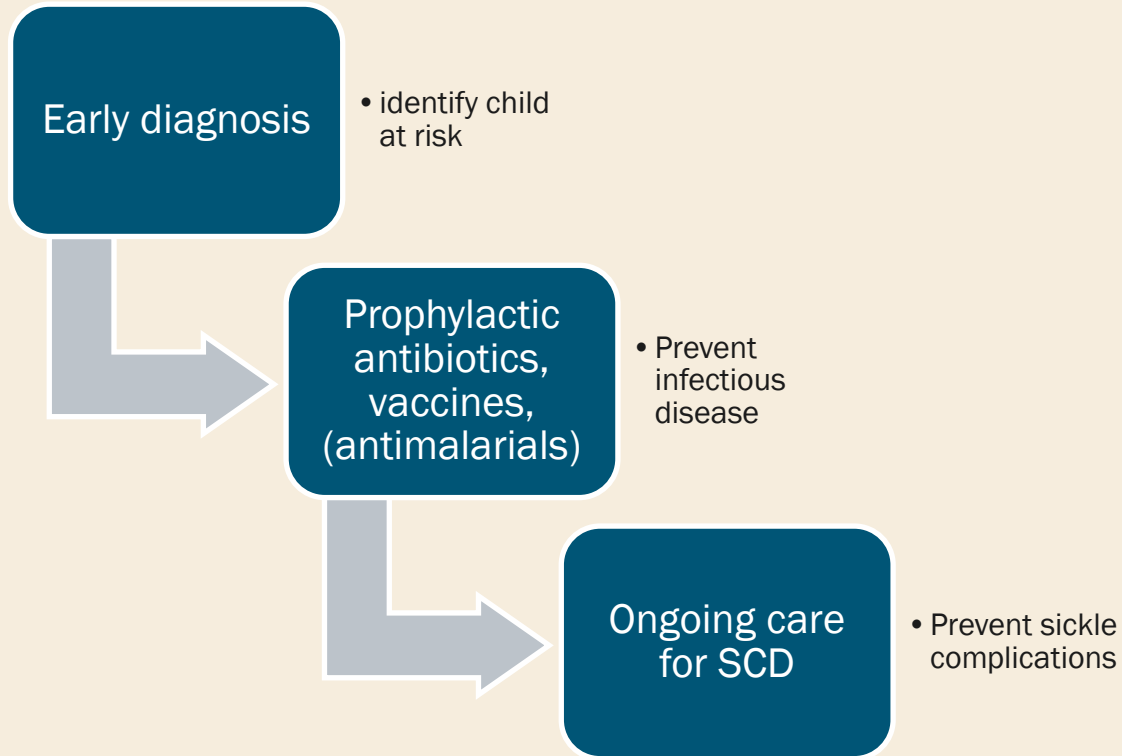 Early diagnosis
• identify child
at risk
Prophylactic
antibiotics,
vaccines,
(antimalarials)
• Prevent
infectious
disease
Ongoing care
for SCD
• Prevent sickle
complications